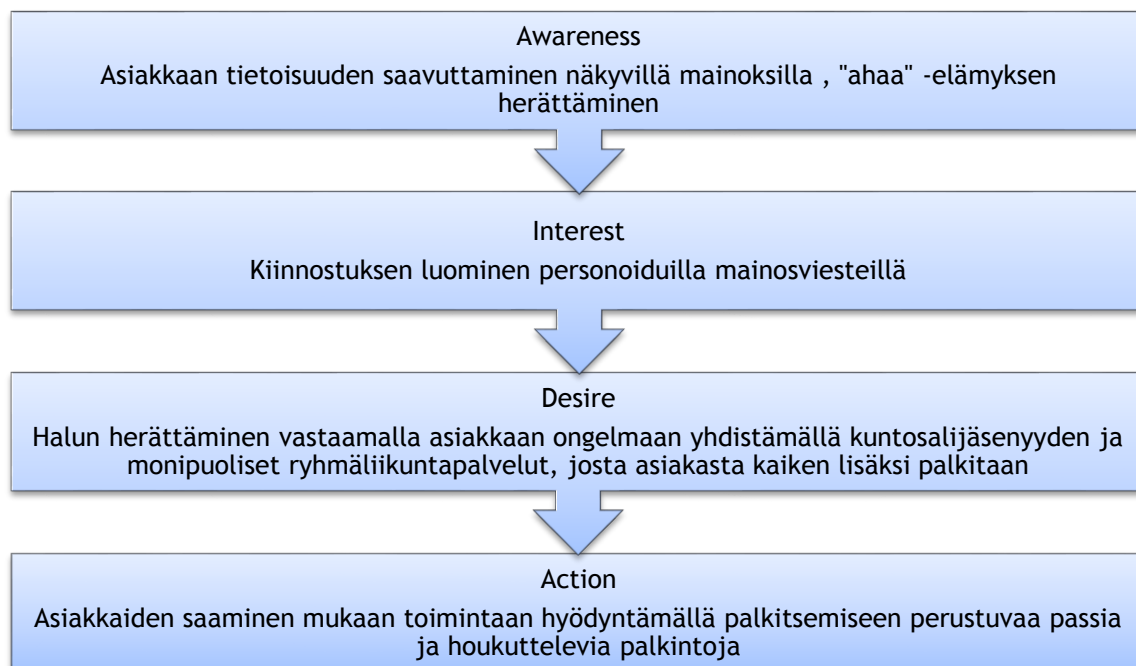 Awareness
Asiakkaan tietoisuuden saavuttaminen näkyvillä mainoksilla , "ahaa" -elämyksen
herättäminen
Interest
Kiinnostuksen luominen personoiduilla mainosviesteillä
Desire
Halun herättäminen vastaamalla asiakkaan ongelmaan yhdistämällä kuntosalijäsenyyden ja
monipuoliset ryhmäliikuntapalvelut, josta asiakasta kaiken lisäksi palkitaan
Action
Asiakkaiden saaminen mukaan toimintaan hyödyntämällä palkitsemiseen perustuvaa passia
ja houkuttelevia palkintoja